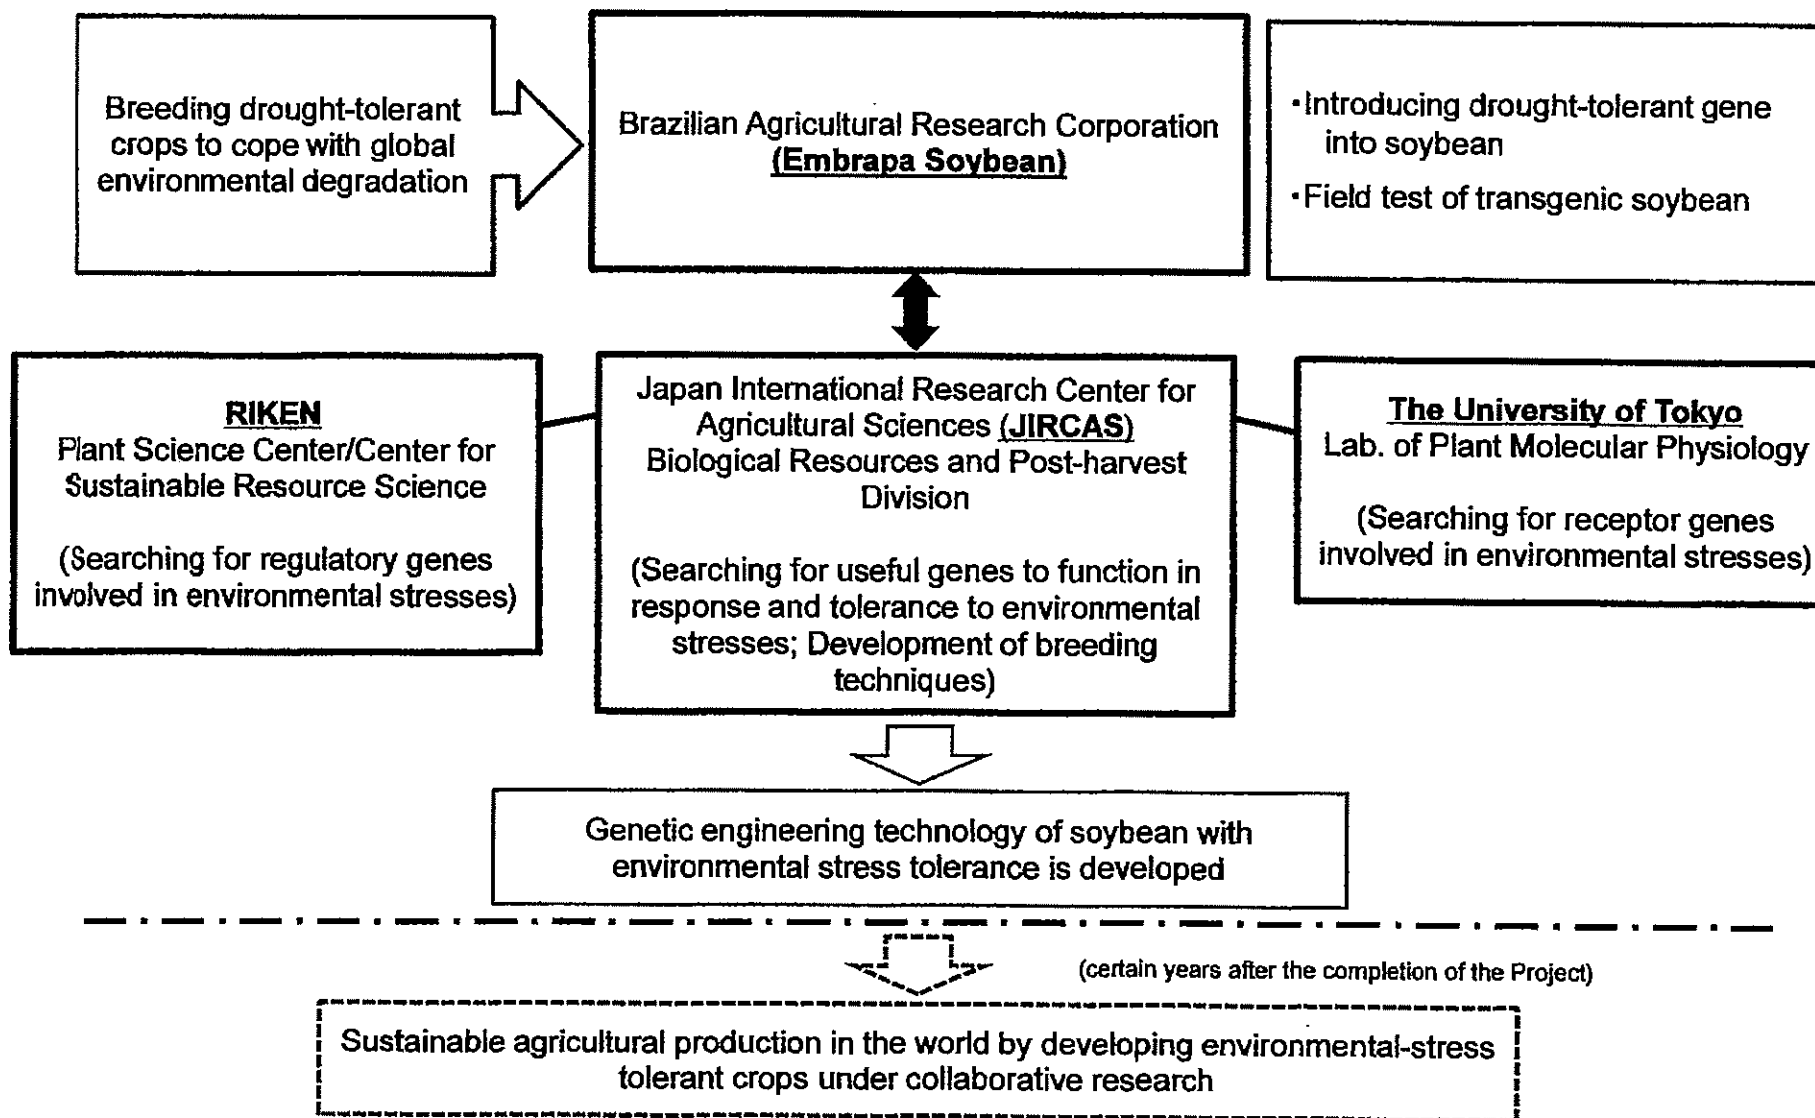 Breeding drought-tolerant
crops to cope with global
environmental degradation
Brazilian Agricultural Research Corporation
(Embrapa Soybean)
・Introducing drought-tolerant gene
into soybean
・Field test of transgenic soybean
RIKEN
Plant Science Center/Center for
Sustainable Resource Science
(Searching for regulatory genes
involved in environmental stresses)
Japan International Research Center for
Agricultural Sciences (JIRCAS)
Biological Resources and Post-harvest
Division
(Searching for useful genes to function in
response and tolerance to environmental
stresses; Development of breeding
techniques)
The University of Tokyo
Lab. of Plant Molecular Physiology
(Searching for receptor genes
involved in environmental stresses)
Genetic engineering technology of soybean with
environmental stress tolerance is developed
(certain years after the completion of the Project)
Sustainable agricultural production in the world by developing environmental-stress
tolerant crops under collaborative research